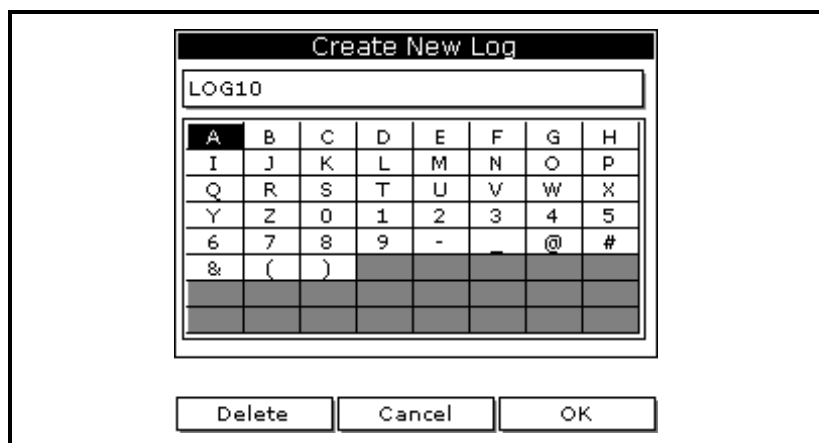 Create New Log
LOG10
A B C D E F G H
I J K L M N O P
Q R S T U V W X
Y Z 0 1 2 3 4 5
6 7 8 9 - _ @ #
& ( )
Delete Cancel OK